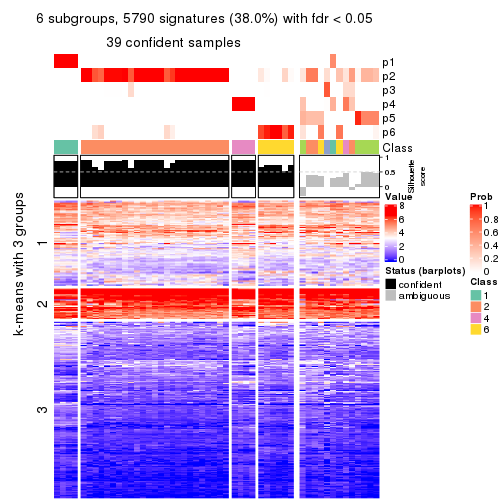 6 subgroups, 5790 signatures (38.0%) with fdr < 0.05
39 confident samples
p1
p2
p3
p4
p5
p6
Class
1
0.5
0
Silhouette
score
k-means with 3 groups
1
2
3
Value
8
6
4
2
0
Status (barplots)
confident
ambiguous
Prob
1
0.8
0.6
0.4
0.2
0
Class
1
2
4
6